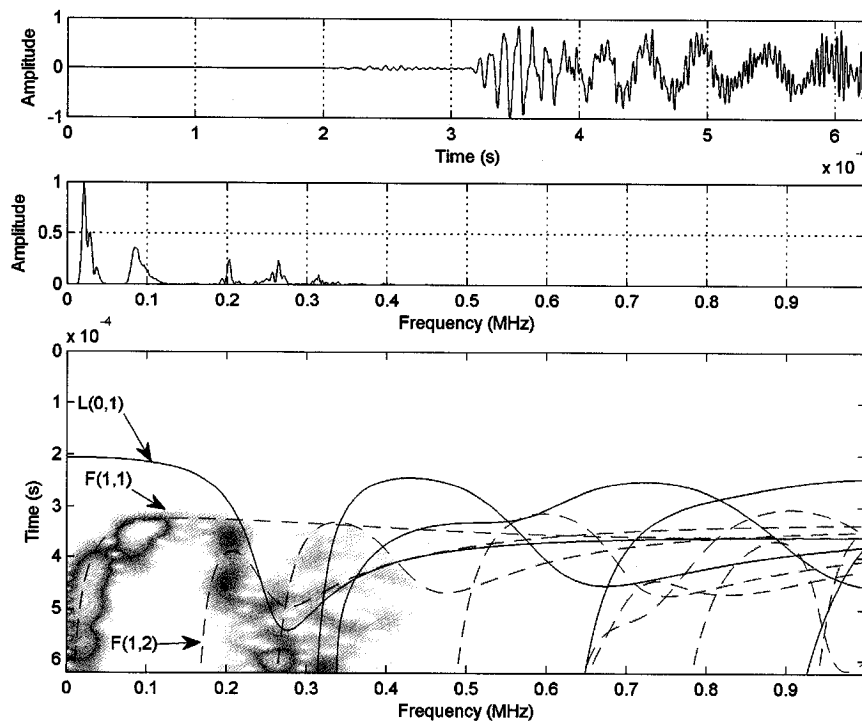 Amplitude
1
0
-1
0 1 2 3 4 5 6
Time (s)
x 10⁻⁴
Amplitude
1
0.5
0
0 0.1 0.2 0.3 0.4 0.5 0.6 0.7 0.8 0.9
Frequency (MHz)
x 10⁻⁴
0
L(0,1)
2
F(1,1)
3
Time (s)
4
5
F(1,2)
6
0 0.1 0.2 0.3 0.4 0.5 0.6 0.7 0.8 0.9
Frequency (MHz)